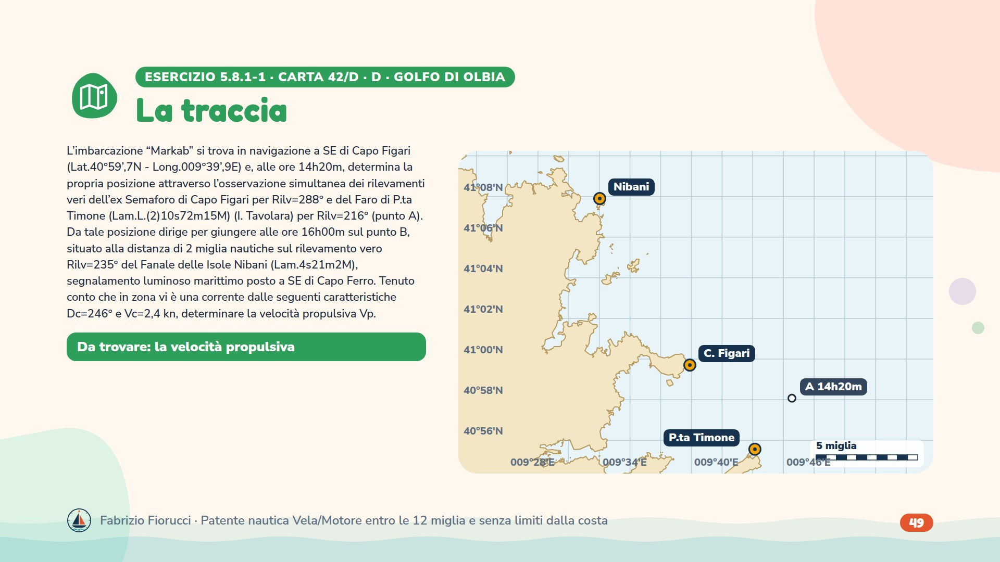 ESERCIZIO 5.8.1-1 · CARTA 42/D · D · GOLFO DI OLBIA
La traccia
L’imbarcazione “Markab” si trova in navigazione a SE di Capo Figari
(Lat.40°59’,7N - Long.009°39’,9E) e, alle ore 14h20m, determina la
propria posizione attraverso l’osservazione simultanea dei rilevamenti
veri dell’ex Semaforo di Capo Figari per Rilv=288° e del Faro di P.ta
Timone (Lam.L.(2)10s72m15M) (I. Tavolara) per Rilv=216° (punto A).
Da tale posizione dirige per giungere alle ore 16h00m sul punto B,
situato alla distanza di 2 miglia nautiche sul rilevamento vero
Rilv=235° del Fanale delle Isole Nibani (Lam.4s21m2M),
segnalamento luminoso marittimo posto a SE di Capo Ferro. Tenuto
conto che in zona vi è una corrente dalle seguenti caratteristiche
Dc=246° e Vc=2,4 kn, determinare la velocità propulsiva Vp.
Da trovare: la velocità propulsiva
41°08'N
Nibani
41°06'N
41°04'N
41°02'N
41°00'N
C. Figari
40°58'N
A 14h20m
40°56'N
P.ta Timone
5 miglia
009°28'E
009°34'E
009°40'E
009°46'E
Fabrizio Fiorucci · Patente nautica Vela/Motore entro le 12 miglia e senza limiti dalla costa
49